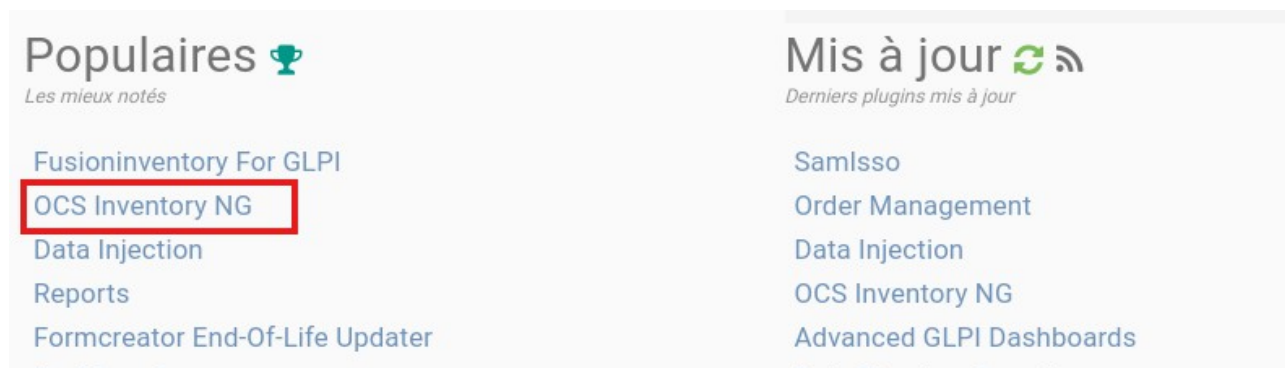 Populaires
Les mieux notés
Fusioninventory For GLPI
OCS Inventory NG
Data Injection
Reports
Formcreator End-Of-Life Updater
Mis à jour
Derniers plugins mis à jour
SamIsso
Order Management
Data Injection
OCS Inventory NG
Advanced GLPI Dashboards